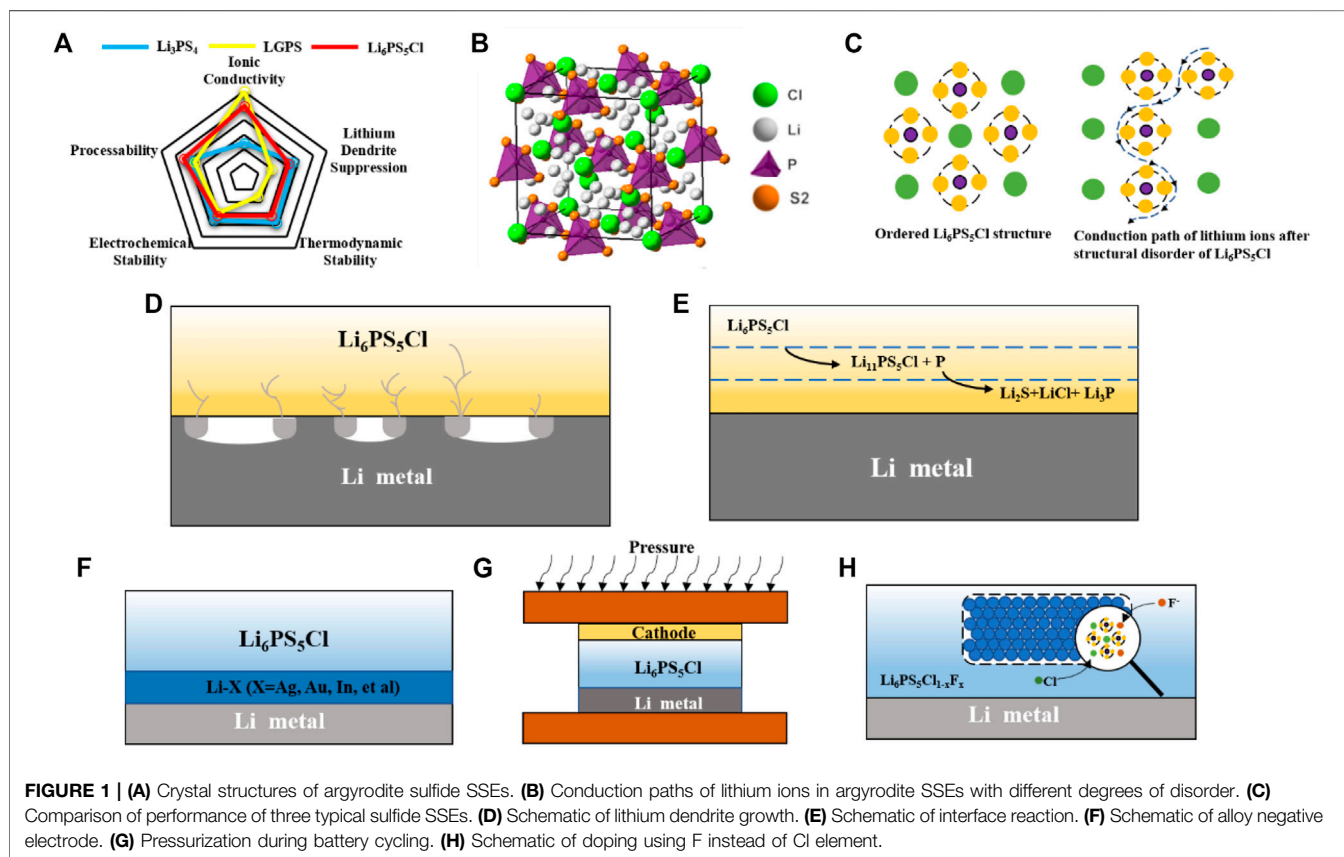 A
Li₃PS₄
LGPS
Li₆PS₅Cl
Ionic
Conductivity
Lithium
Dendrite
Suppression
Processability
Electrochemical
Stability
Thermodynamic
Stability
B
Cl
Li
P
S2
C
Ordered Li₆PS₅Cl structure
Conduction path of lithium ions after
structural disorder of Li₆PS₅Cl
D
Li₆PS₅Cl
Li metal
E
Li₆PS₅Cl
Li₁₁PS₅Cl + P
Li₂S+LiCl+ Li₃P
Li metal
F
Li₆PS₅Cl
Li-X (X=Ag, Au, In, et al)
Li metal
G
Pressure
Cathode
Li₆PS₅Cl
Li metal
H
F⁻
Cl⁻
Li₆PS₅Cl₁₋ₓFₓ
Li metal
FIGURE 1 | (A) Crystal structures of argyrodite sulfide SSEs. (B) Conduction paths of lithium ions in argyrodite SSEs with different degrees of disorder. (C)
Comparison of performance of three typical sulfide SSEs. (D) Schematic of lithium dendrite growth. (E) Schematic of interface reaction. (F) Schematic of alloy negative
electrode. (G) Pressurization during battery cycling. (H) Schematic of doping using F instead of Cl element.